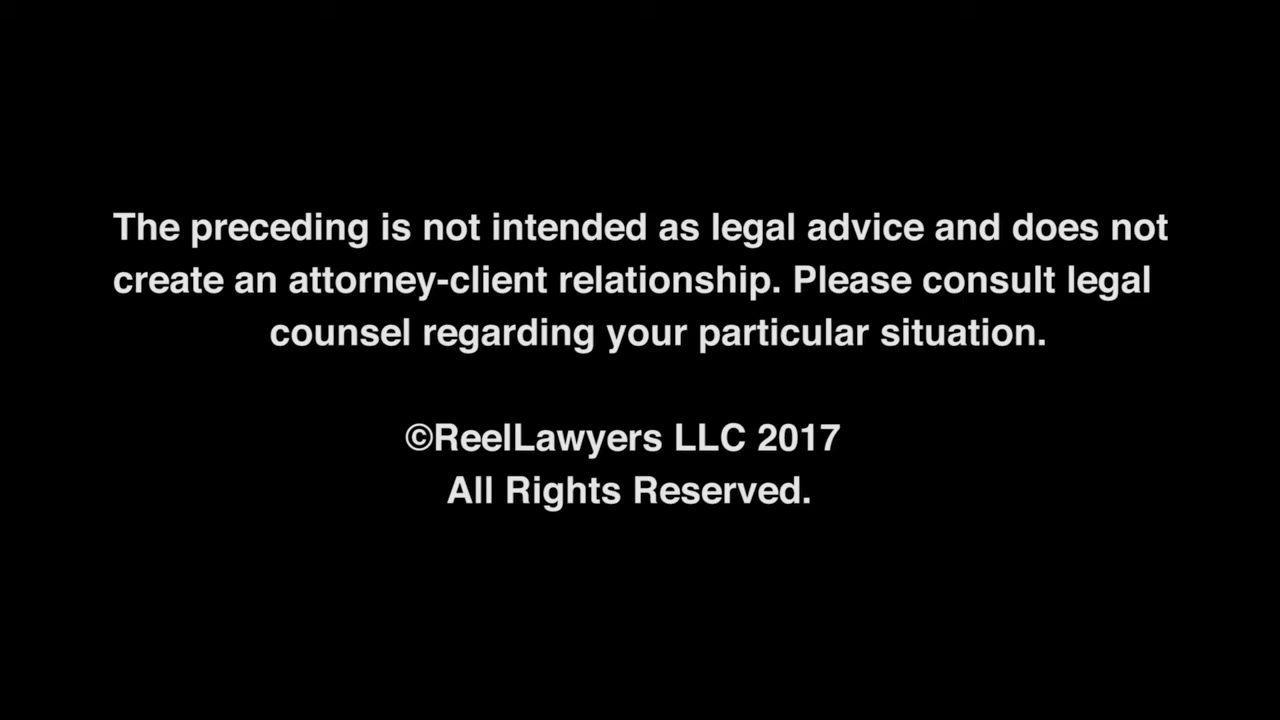 The preceding is not intended as legal advice and does not
create an attorney-client relationship. Please consult legal
counsel regarding your particular situation.
©ReelLawyers LLC 2017
All Rights Reserved.